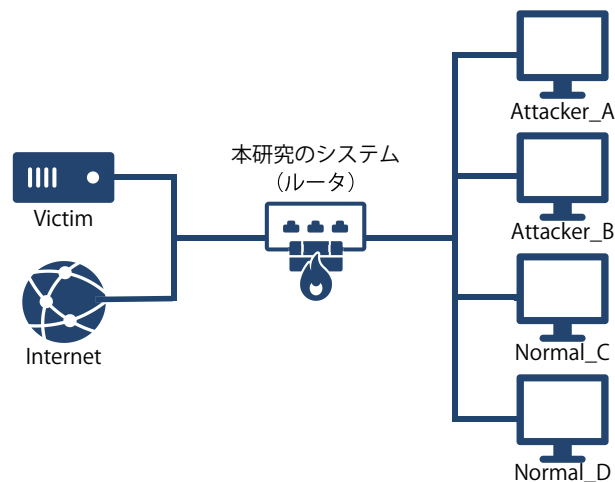 Attacker_A
本研究のシステム
（ルータ）
Victim
Attacker_B
Internet
Normal_C
Normal_D